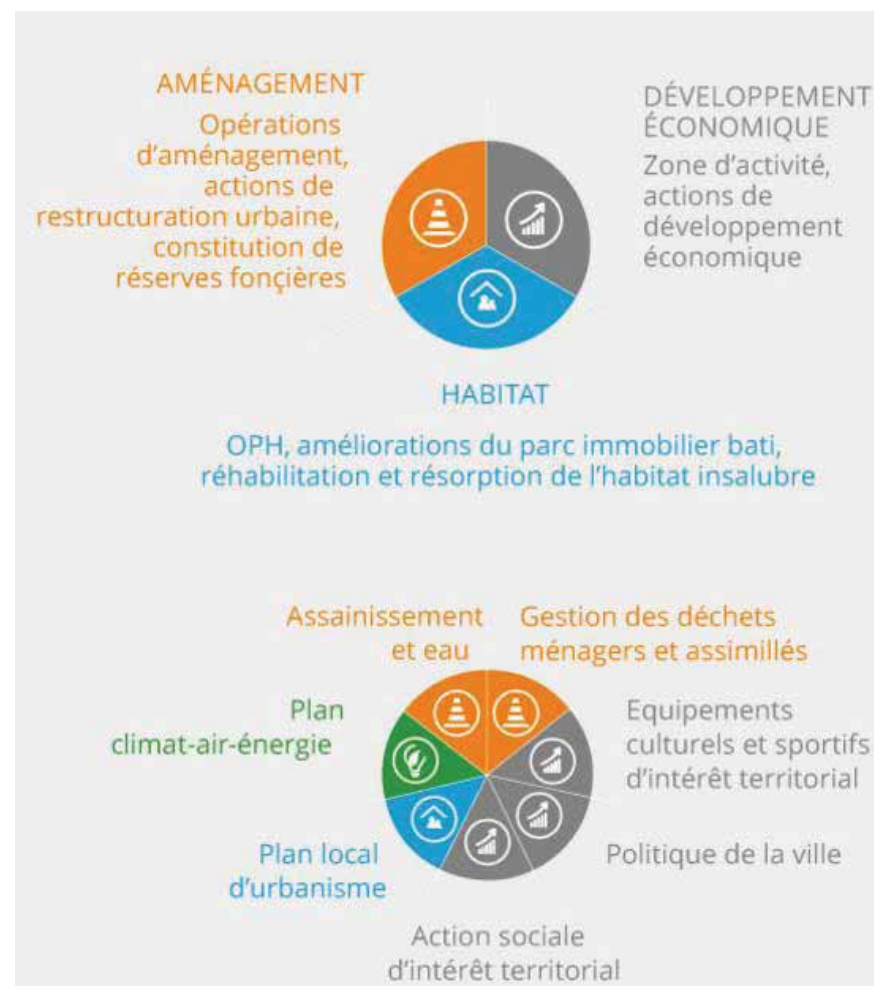 AMÉNAGEMENT
Opérations
d'aménagement,
actions de
restructuration urbaine,
constitution de
réserves fonçières
DÉVELOPPEMENT
ÉCONOMIQUE
Zone d'activité,
actions de
développement
économique
HABITAT
OPH, améliorations du parc immobilier bati,
réhabilitation et résorption de l'habitat insalubre
Assainissement
et eau
Gestion des déchets
ménagers et assimillés
Plan
climat-air-énergie
Equipements
culturels et sportifs
d'intérêt territorial
Plan local
d'urbanisme
Politique de la ville
Action sociale
d'intérêt territorial